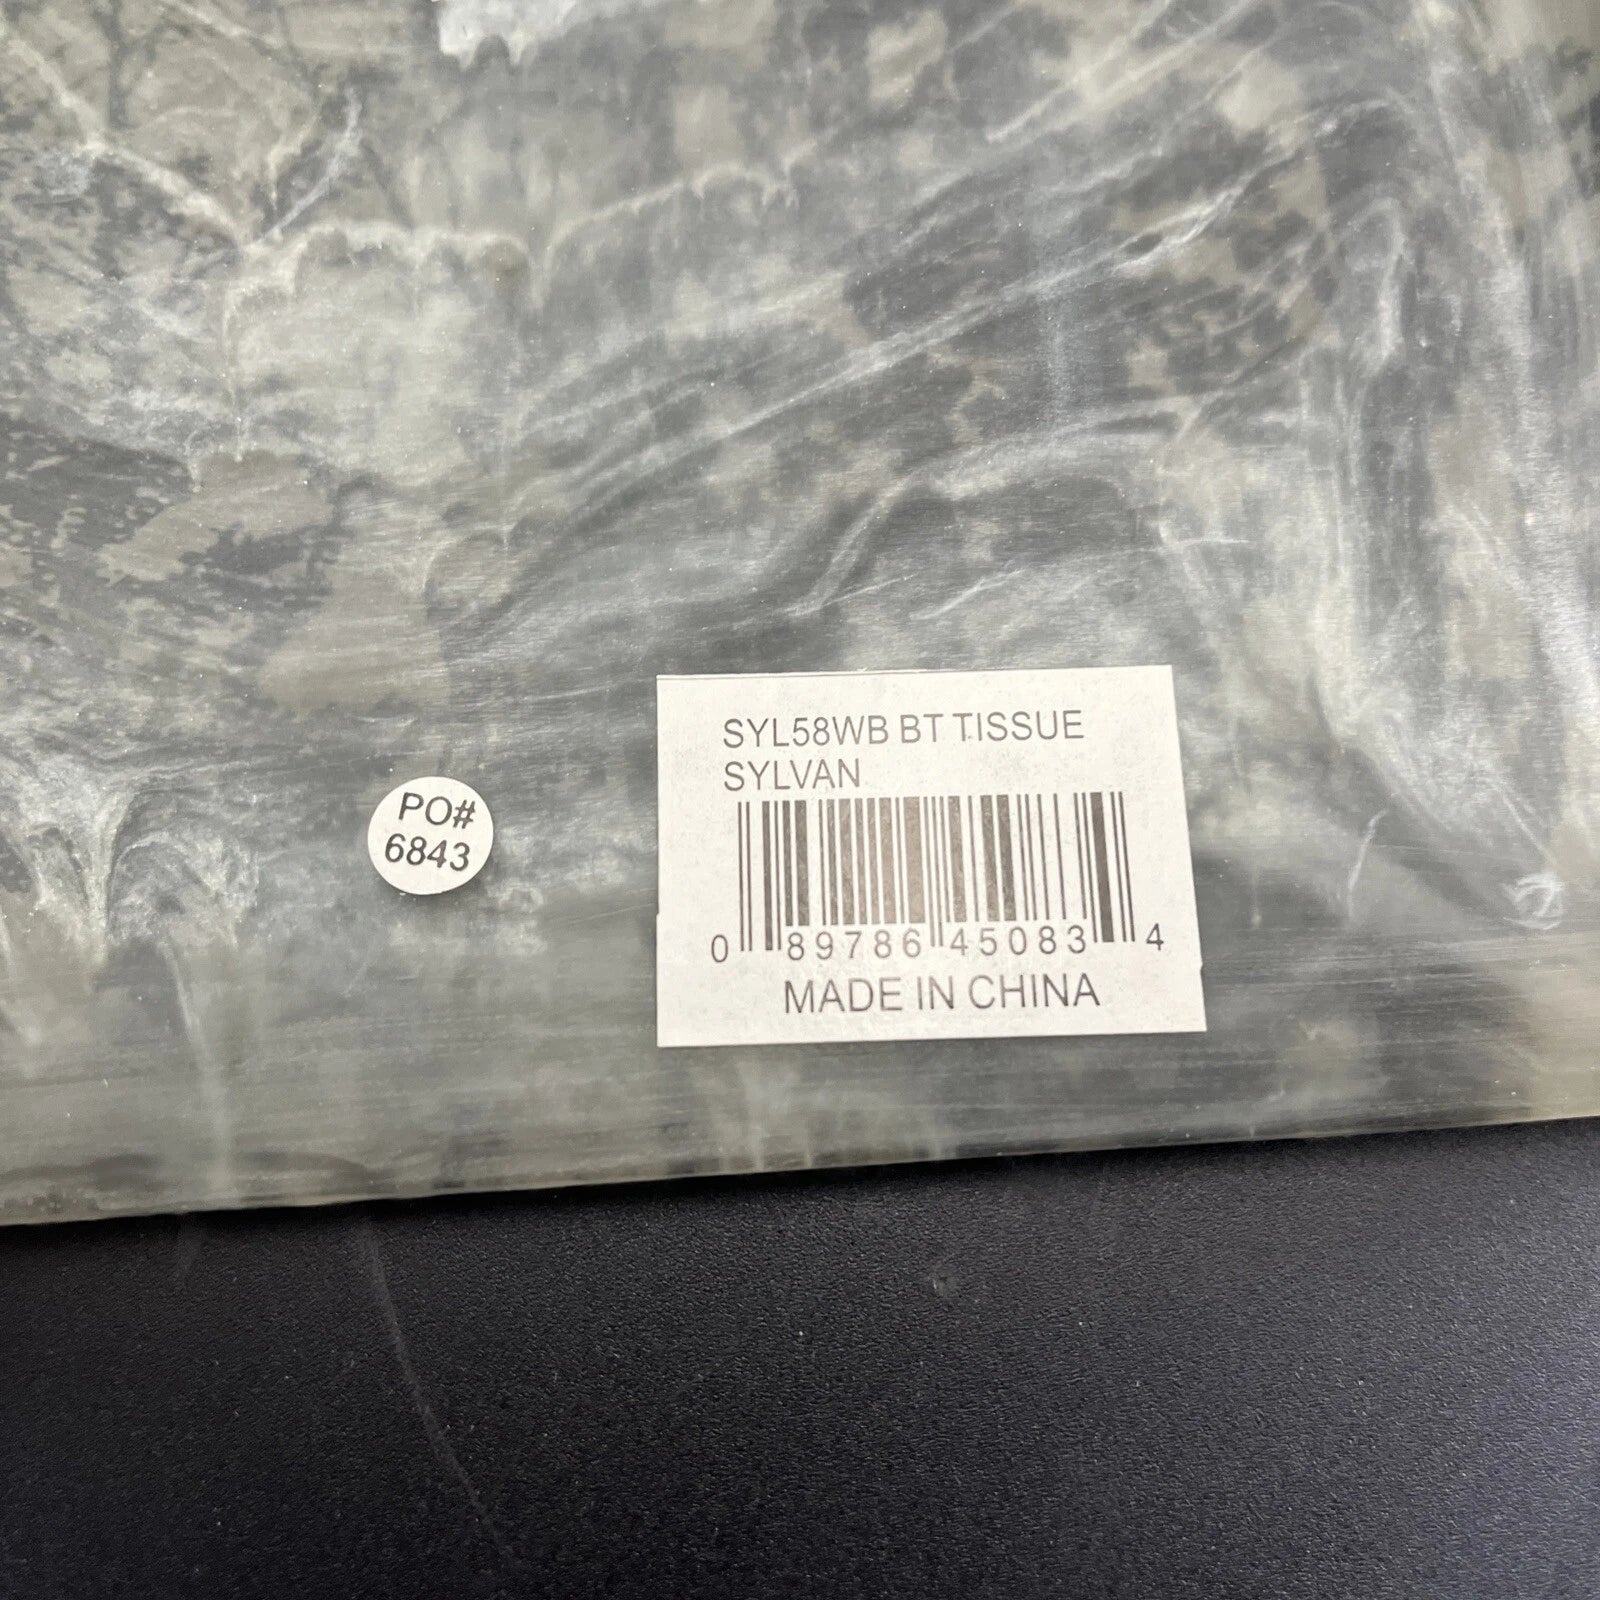 SYL58WB BT TISSUE
SYLVAN
0 89786 45083 4
MADE IN CHINA
PO#
6843